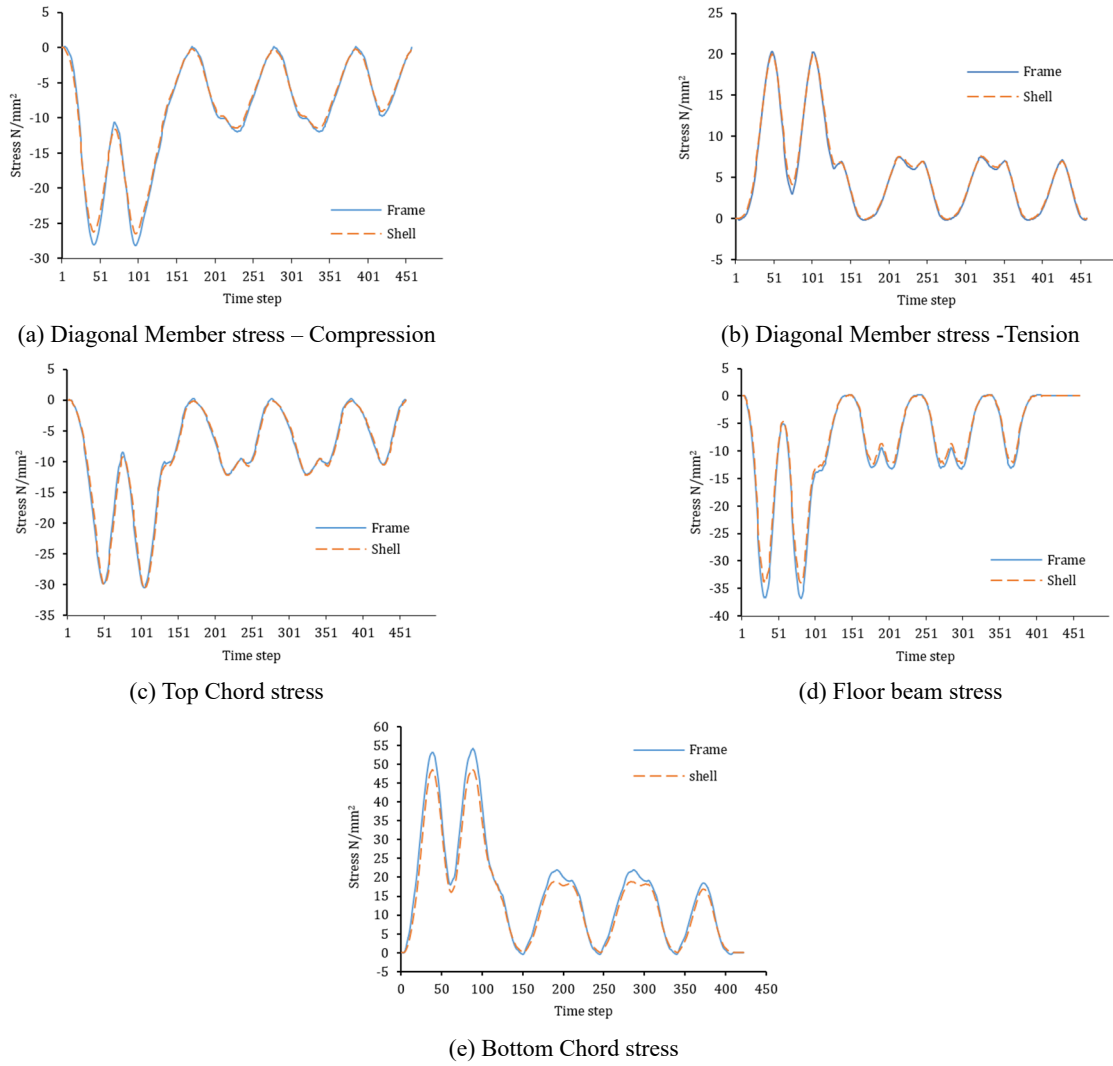 5
0
-5
-10
-15
-20
-25
-30
Stress N/mm²
Frame
Shell
1 51 101 151 201 251 301 351 401 451
Time step
(a) Diagonal Member stress – Compression
25
20
15
10
5
0
-5
Stress N/mm²
Frame
Shell
1 51 101 151 201 251 301 351 401 451
Time step
(b) Diagonal Member stress -Tension
5
0
-5
-10
-15
-20
-25
-30
-35
Stress N/mm²
Frame
Shell
1 51 101 151 201 251 301 351 401 451
Time step
(c) Top Chord stress
5
0
-5
-10
-15
-20
-25
-30
-35
-40
Stress N/mm²
Frame
Shell
1 51 101 151 201 251 301 351 401 451
Time step
(d) Floor beam stress
60
55
50
45
40
35
30
25
20
15
10
5
0
-5
Stress N/mm²
Frame
shell
0 50 100 150 200 250 300 350 400 450
Time step
(e) Bottom Chord stress